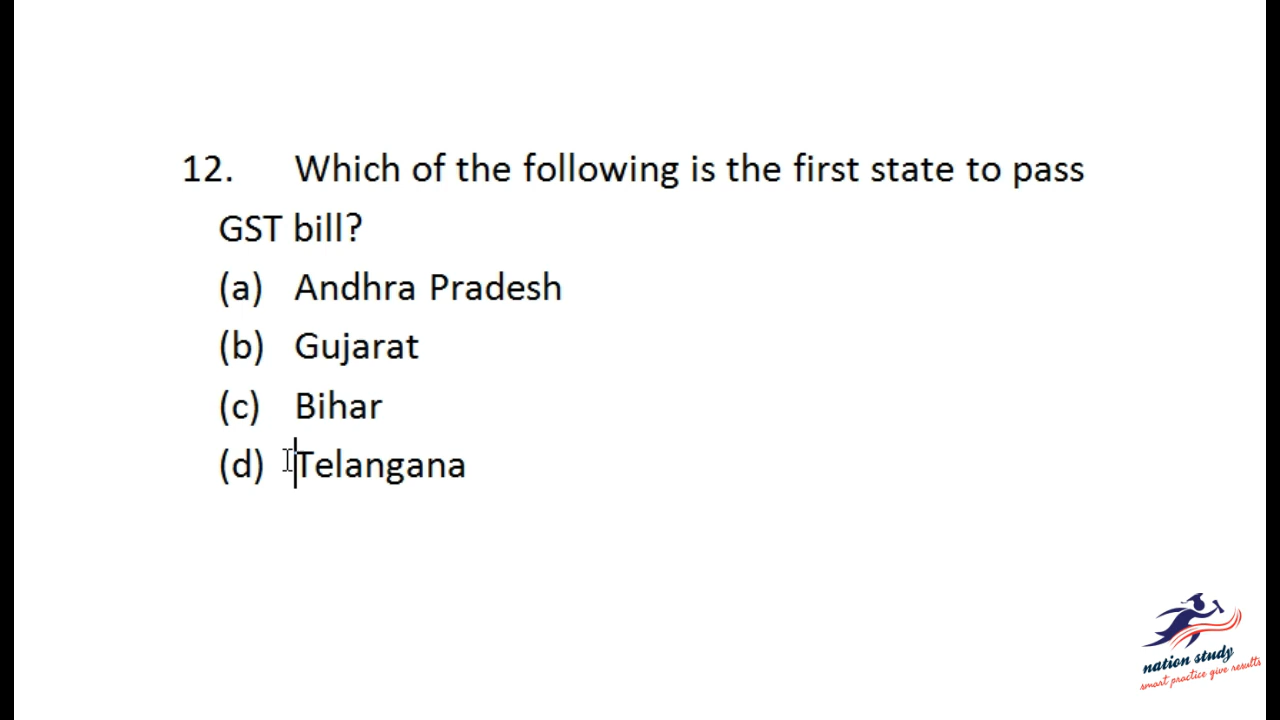 12. Which of the following is the first state to pass
GST bill?
(a) Andhra Pradesh
(b) Gujarat
(c) Bihar
(d) Telangana
nation study
smart practice give results